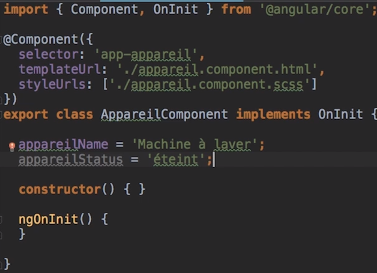 import { Component, OnInit } from '@angular/core';
@Component({
selector: 'app-appareil',
templateUrl: './appareil.component.html',
styleUrls: ['./appareil.component.scss']
})
export class AppareilComponent implements OnInit {
appareilName = 'Machine à laver';
appareilStatus = 'éteint';
constructor() { }
ngOnInit() {
}
}